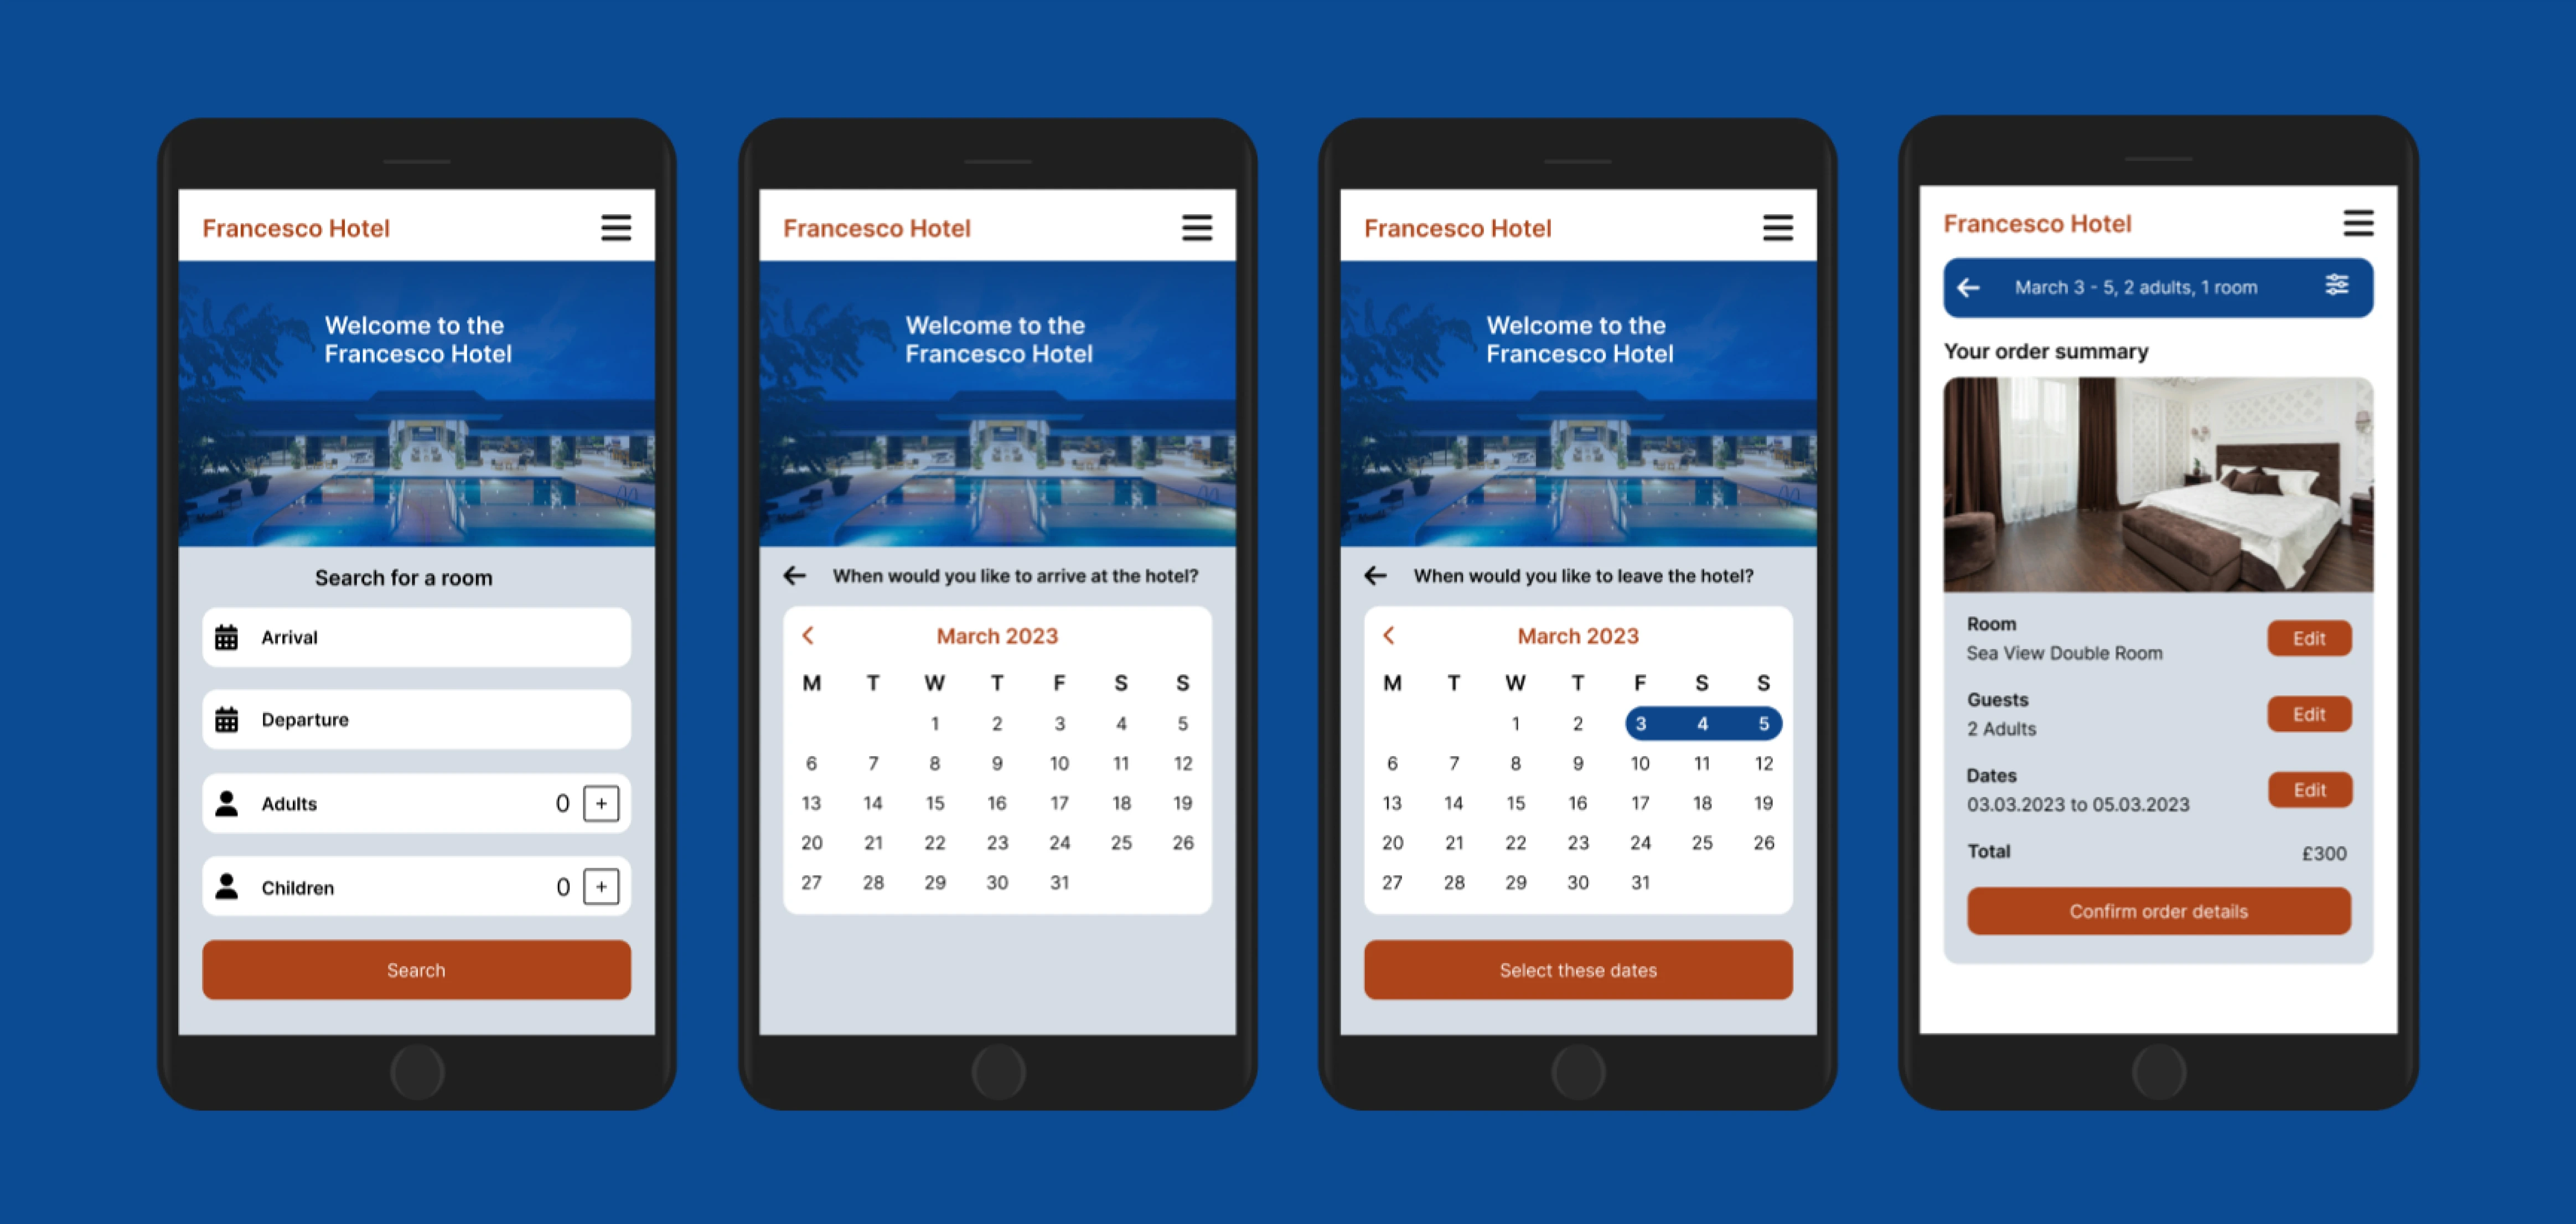 Francesco Hotel
Welcome to the
Francesco Hotel
Search for a room
Arrival
Departure
Adults 0 +
Children 0 +
Search
Francesco Hotel
Welcome to the
Francesco Hotel
When would you like to arrive at the hotel?
March 2023
M T W T F S S
1 2 3 4 5
6 7 8 9 10 11 12
13 14 15 16 17 18 19
20 21 22 23 24 25 26
27 28 29 30 31
Francesco Hotel
Welcome to the
Francesco Hotel
When would you like to leave the hotel?
March 2023
M T W T F S S
1 2 3 4 5
6 7 8 9 10 11 12
13 14 15 16 17 18 19
20 21 22 23 24 25 26
27 28 29 30 31
Select these dates
Francesco Hotel
March 3 - 5, 2 adults, 1 room
Your order summary
Room
Sea View Double Room
Edit
Guests
2 Adults
Edit
Dates
03.03.2023 to 05.03.2023
Edit
Total £300
Confirm order details